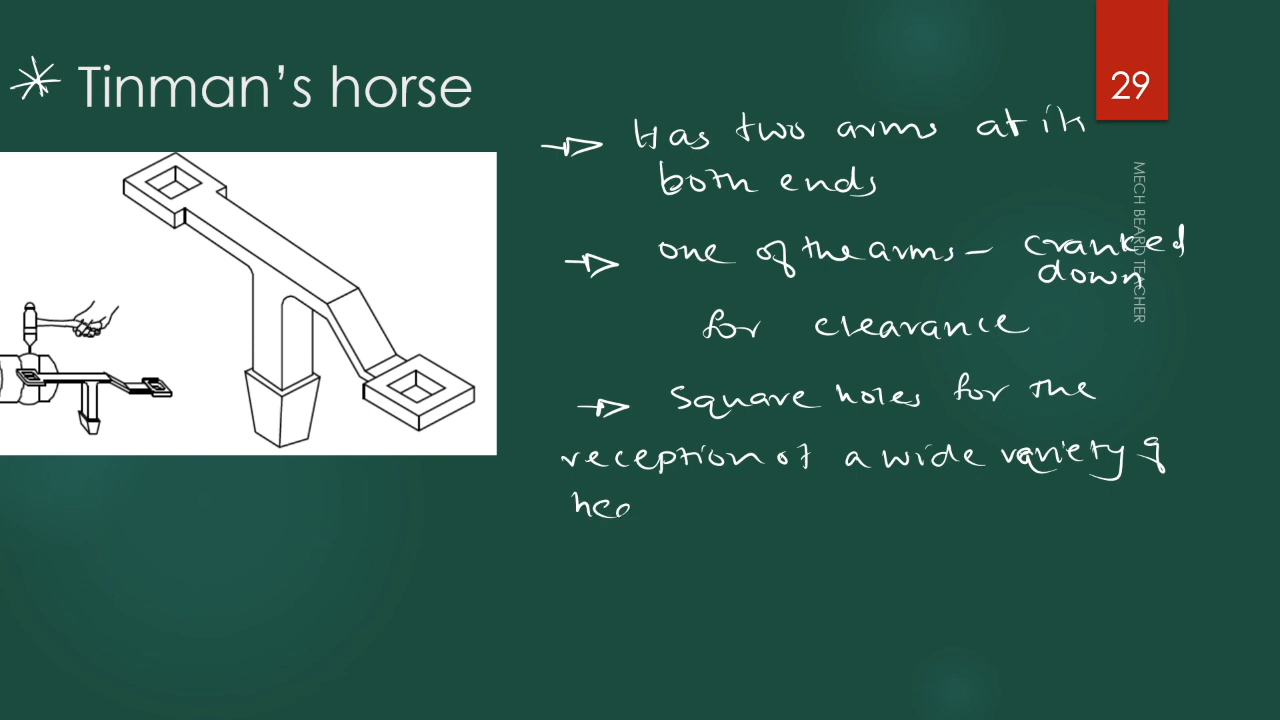 * Tinman's horse
29
→ Has two arms at its
both ends
→ one of the arms – cranked
down
for clearance
→ Square holes for the
reception of a wide variety of
hea
MECH BEARD TEACHER